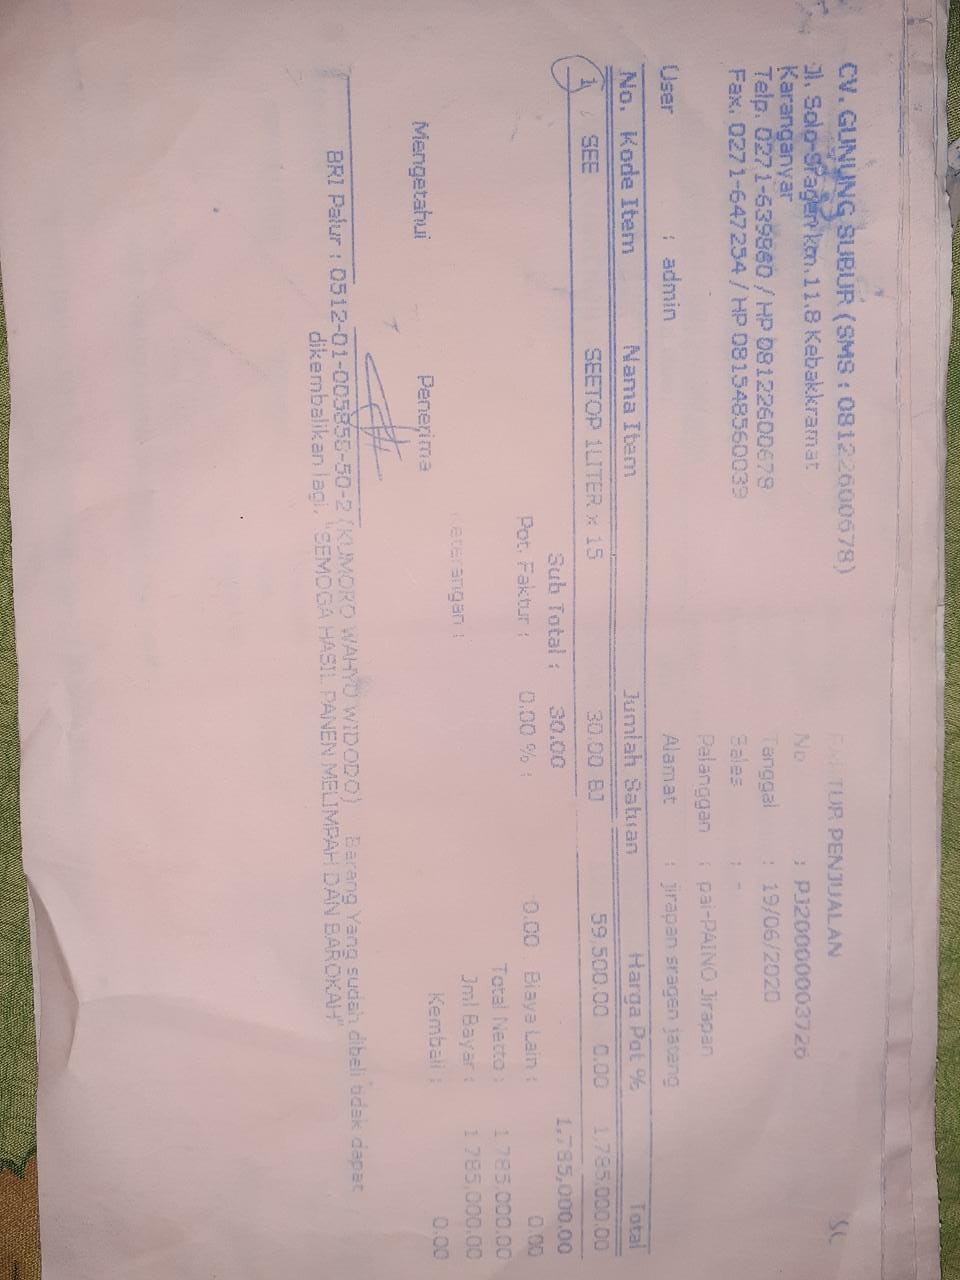 CV. GUNUNG SUBUR (SMS : 08122600678)
Jl. Solo-Sragen km.11.8 Kebakkramat
Karanganyar
Telp. 0271-639860 / HP 08122600678
Fax. 0271-647254 / HP 081548560039
User : admin
FAKTUR PENJUALAN
SC
No : PJ20000003726
Tanggal : 19/06/2020
Sales : -
Pelanggan : pai-PAINO Jirapan
Alamat : jirapan sragen jateng
No. Kode Item Nama Item Jumlah Satuan Harga Pot % Total
1 SEE SEETOP 1LITER x 15 30.00 BJ 59,500.00 0.00 1,785,000.00
Sub Total : 30.00 1,785,000.00
Pot. Faktur : 0.00 % : 0.00 Biaya Lain : 0.00
Total Netto : 1 785,000.00
Keterangan : Jml Bayar : 1 785,000.00
Kembali : 0.00
Mengetahui Penerima
BRI Palur : 0512-01-005856-50-2 (KUMORO WAHYU WIDODO) Barang Yang sudah dibeli tidak dapat
dikembalikan lagi. "SEMOGA HASIL PANEN MELIMPAH DAN BAROKAH"